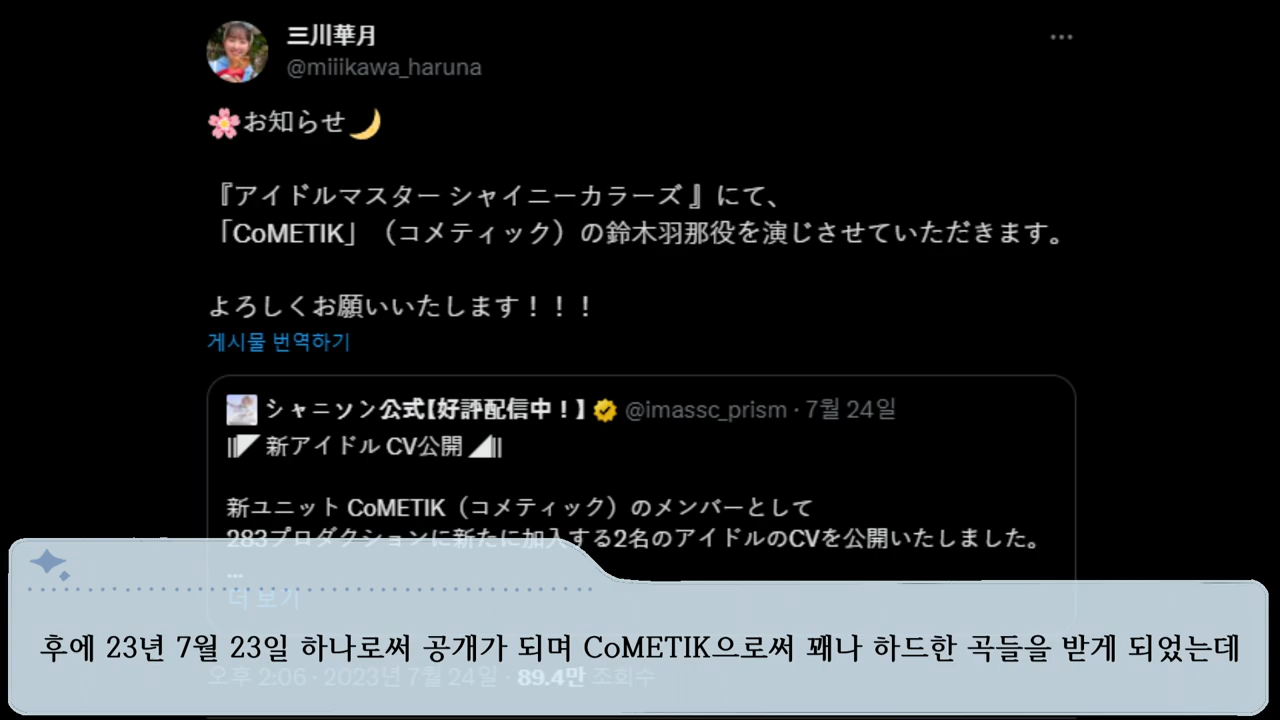 三川華月
@miiikawa_haruna
🌸お知らせ🌙
『アイドルマスター シャイニーカラーズ 』にて、
「CoMETIK」（コメティック）の鈴木羽那役を演じさせていただきます。
よろしくお願いいたします！！！
게시물 번역하기
シャニソン公式【好評配信中！】 @imassc_prism · 7월 24일
||◤ 新アイドル CV公開 ◢||
新ユニット CoMETIK（コメティック）のメンバーとして
283プロダクションに新たに加入する2名のアイドルのCVを公開いたしました。
...
더 보기
후에 23년 7월 23일 하나로써 공개가 되며 CoMETIK으로써 꽤나 하드한 곡들을 받게 되었는데
오후 2:06 · 2023년 7월 24일 · 89.4만 조회수